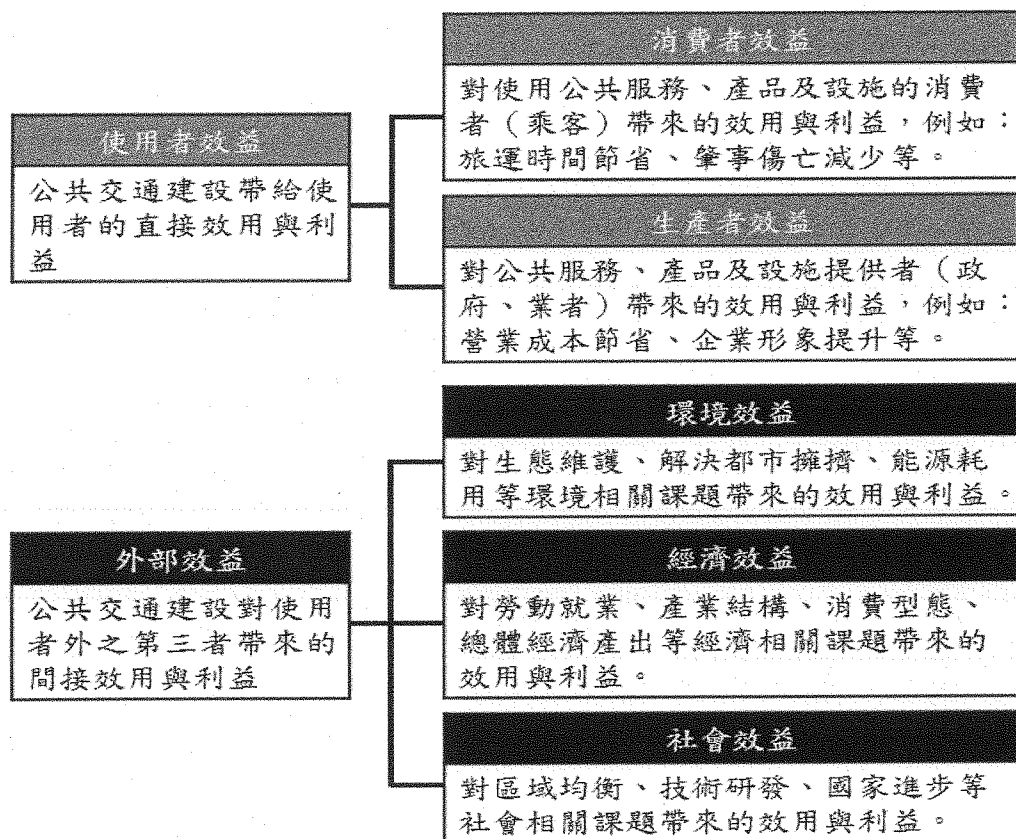 使用者效益
公共交通建設帶給使
用者的直接效用與利
益
消費者效益
對使用公共服務、產品及設施的消費
者（乘客）帶來的效用與利益，例如：
旅運時間節省、肇事傷亡減少等。
生產者效益
對公共服務、產品及設施提供者（政
府、業者）帶來的效用與利益，例如：
營業成本節省、企業形象提升等。
外部效益
公共交通建設對使用
者外之第三者帶來的
間接效用與利益
環境效益
對生態維護、解決都市擁擠、能源耗
用等環境相關課題帶來的效用與利益。
經濟效益
對勞動就業、產業結構、消費型態、
總體經濟產出等經濟相關課題帶來的
效用與利益。
社會效益
對區域均衡、技術研發、國家進步等
社會相關課題帶來的效用與利益。